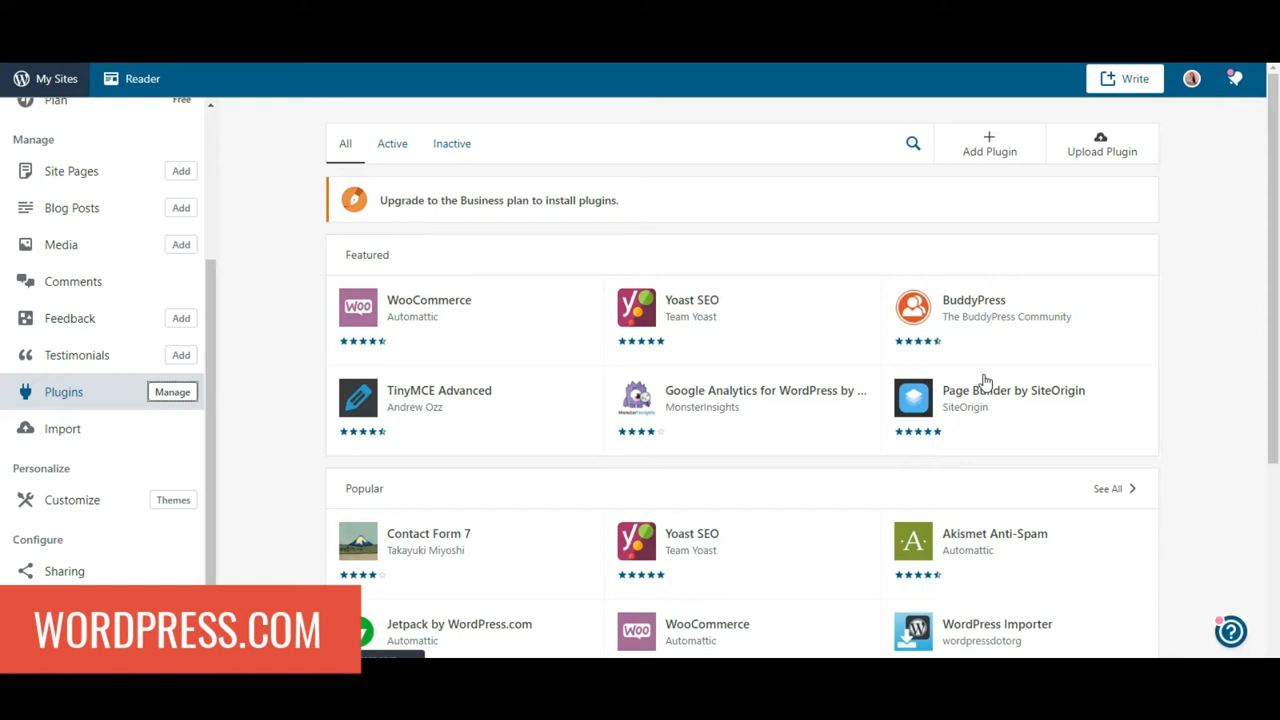 My Sites
Reader
Write
Plan
Free
Manage
Site Pages
Add
Blog Posts
Add
Media
Add
Comments
Feedback
Add
Testimonials
Add
Plugins
Manage
Import
Personalize
Customize
Themes
Configure
Sharing
All
Active
Inactive
Add Plugin
Upload Plugin
Upgrade to the Business plan to install plugins.
Featured
WooCommerce
Automattic
Yoast SEO
Team Yoast
BuddyPress
The BuddyPress Community
TinyMCE Advanced
Andrew Ozz
Google Analytics for WordPress by ...
MonsterInsights
Page Builder by SiteOrigin
SiteOrigin
Popular
See All
Contact Form 7
Takayuki Miyoshi
Yoast SEO
Team Yoast
Akismet Anti-Spam
Automattic
Jetpack by WordPress.com
Automattic
WooCommerce
Automattic
WordPress Importer
wordpressdotorg
WORDPRESS.COM